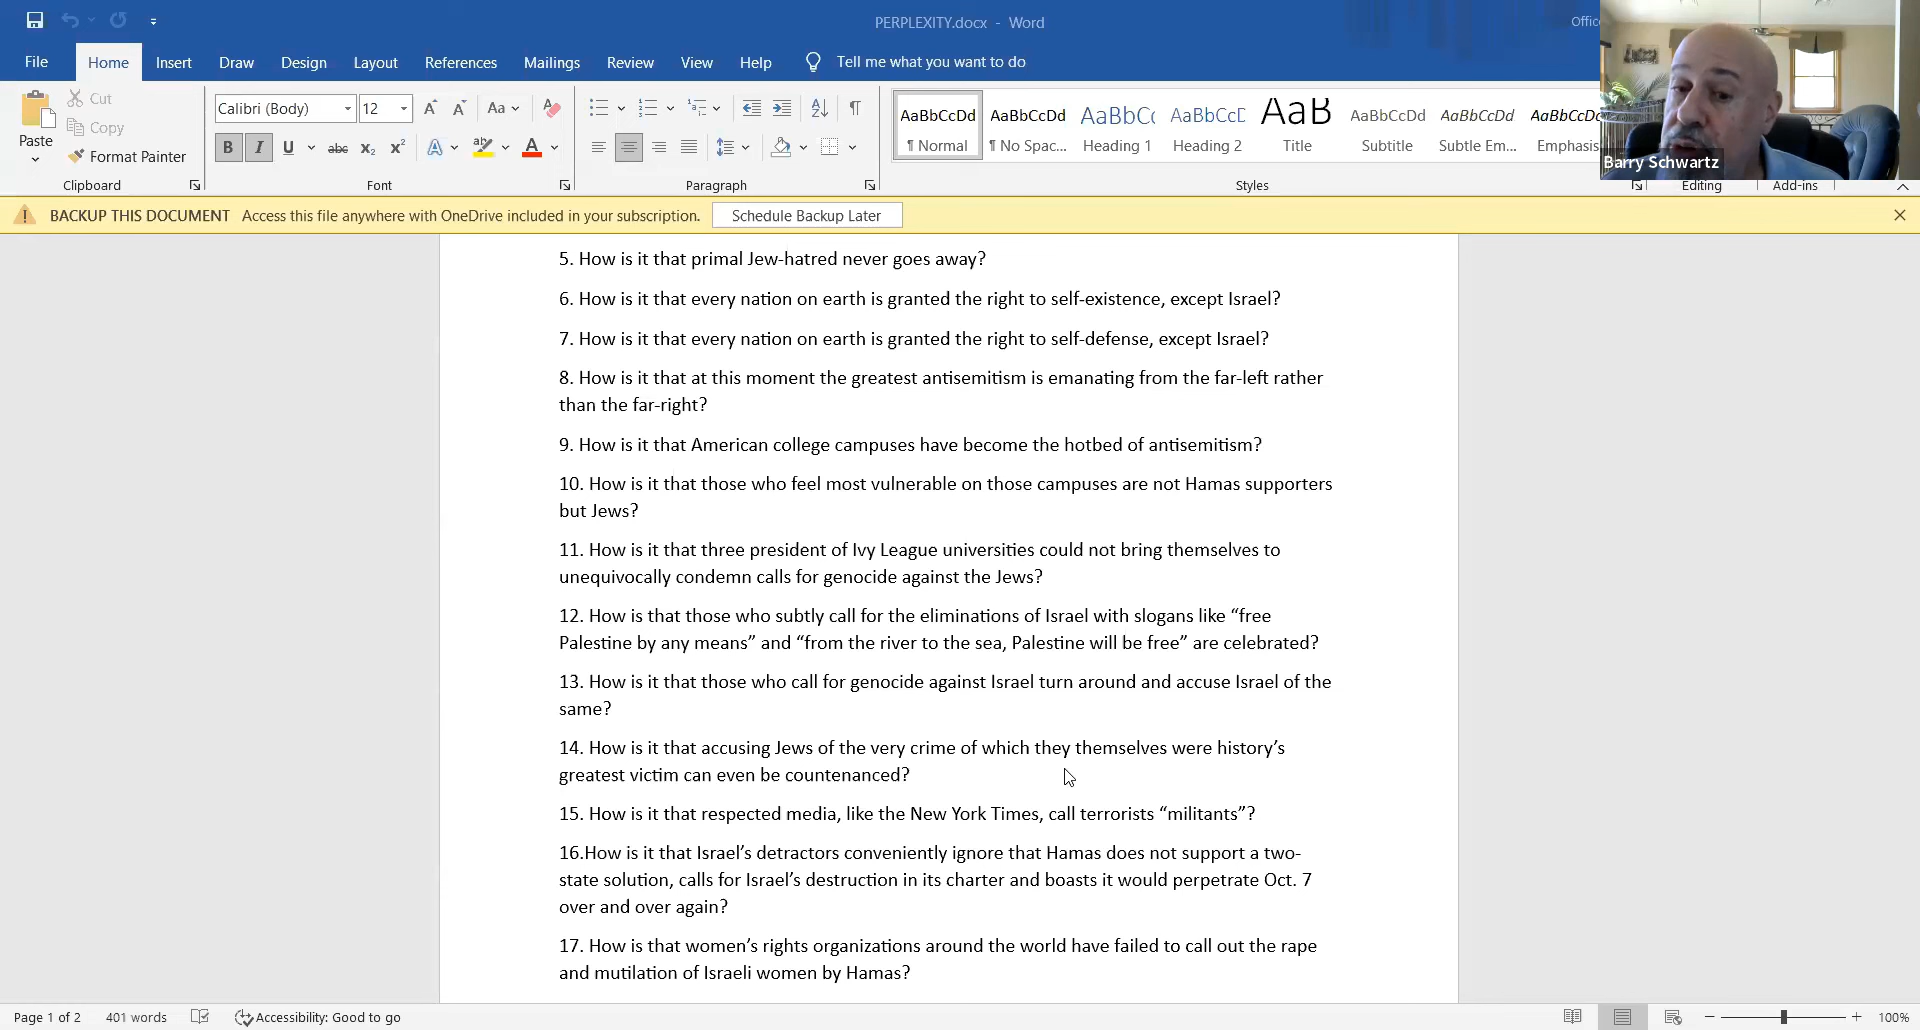 PERPLEXITY.docx - Word
File Home Insert Draw Design Layout References Mailings Review View Help Tell me what you want to do
Paste
Cut
Copy
Format Painter
Clipboard
Calibri (Body) 12
Aa
B I U abc x₂ x²
A
Font
Paragraph
AaBbCcDd AaBbCcDd AaBbCc AaBbCcD AaB AaBbCcDd AaBbCcDd AaBbCcDd
¶ Normal ¶ No Spac... Heading 1 Heading 2 Title Subtitle Subtle Em... Emphasis
Styles
Editing
Add-ins
Barry Schwartz
BACKUP THIS DOCUMENT Access this file anywhere with OneDrive included in your subscription. Schedule Backup Later
5. How is it that primal Jew-hatred never goes away?
6. How is it that every nation on earth is granted the right to self-existence, except Israel?
7. How is it that every nation on earth is granted the right to self-defense, except Israel?
8. How is it that at this moment the greatest antisemitism is emanating from the far-left rather
than the far-right?
9. How is it that American college campuses have become the hotbed of antisemitism?
10. How is it that those who feel most vulnerable on those campuses are not Hamas supporters
but Jews?
11. How is it that three president of Ivy League universities could not bring themselves to
unequivocally condemn calls for genocide against the Jews?
12. How is that those who subtly call for the eliminations of Israel with slogans like “free
Palestine by any means” and “from the river to the sea, Palestine will be free” are celebrated?
13. How is it that those who call for genocide against Israel turn around and accuse Israel of the
same?
14. How is it that accusing Jews of the very crime of which they themselves were history’s
greatest victim can even be countenanced?
15. How is it that respected media, like the New York Times, call terrorists “militants”?
16.How is it that Israel’s detractors conveniently ignore that Hamas does not support a two-
state solution, calls for Israel’s destruction in its charter and boasts it would perpetrate Oct. 7
over and over again?
17. How is that women’s rights organizations around the world have failed to call out the rape
and mutilation of Israeli women by Hamas?
Page 1 of 2 401 words Accessibility: Good to go 100%